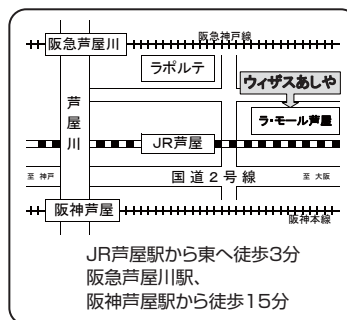 阪急神戸線
阪急芦屋川
ラポルテ
ウィザスあしや
ラ・モール芦屋
芦屋川
JR芦屋
至 神戸
国道2号線
至 大阪
阪神芦屋
阪神本線
JR芦屋駅から東へ徒歩3分
阪急芦屋川駅、
阪神芦屋駅から徒歩15分